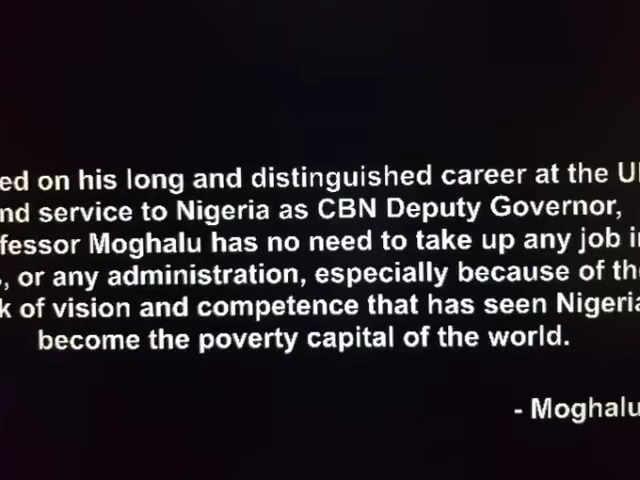 ed on his long and distinguished career at the U
nd service to Nigeria as CBN Deputy Governor,
fessor Moghalu has no need to take up any job i
, or any administration, especially because of the
k of vision and competence that has seen Nigeria
become the poverty capital of the world.
- Moghalu